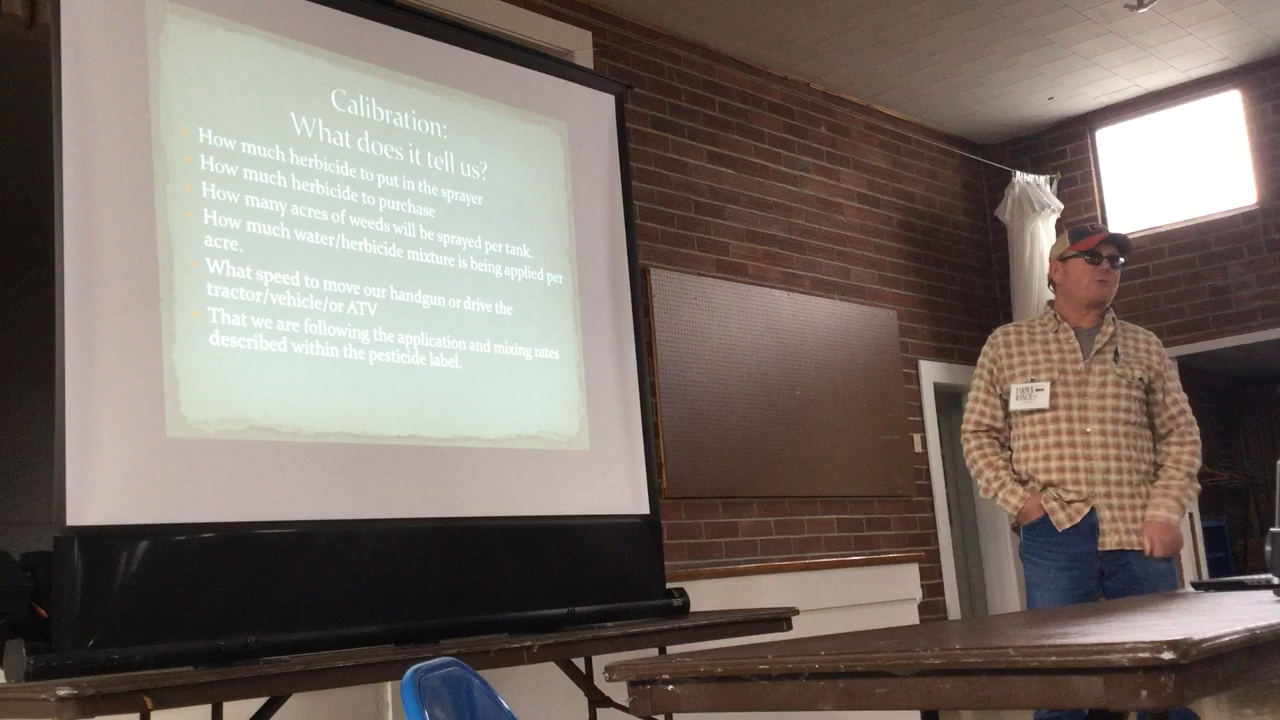 Calibration:
What does it tell us?
How much herbicide to put in the sprayer
How much herbicide to purchase
How many acres of weeds will be sprayed per tank.
How much water/herbicide mixture is being applied per
acre.
What speed to move our handgun or drive the
tractor/vehicle/or ATV
That we are following the application and mixing rates
described within the pesticide label.
FARM &
RANCH